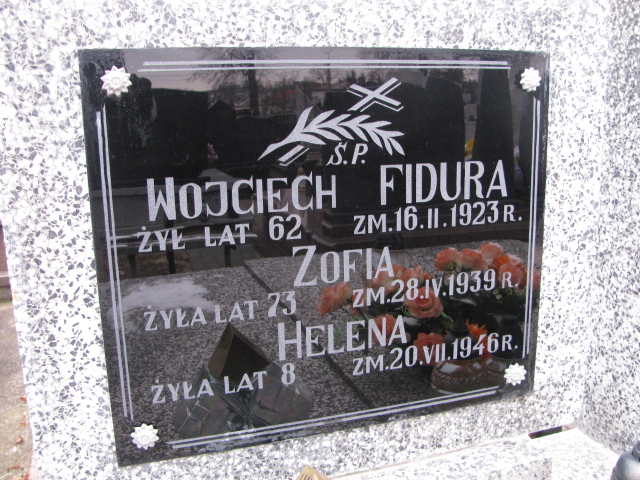 Ś.P.
WOJCIECH FIDURA
ŻYŁ LAT 62 ZM.16.II.1923 R.
ZOFIA
ŻYŁA LAT 73 ZM.28.IV.1939 R.
HELENA
ŻYŁA LAT 8 ZM.20.VII.1946 R.